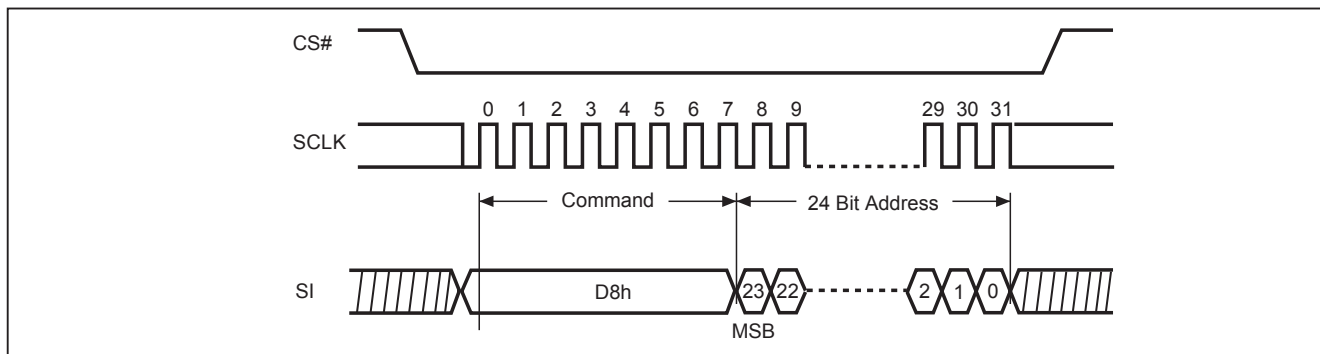 CS#
0 1 2 3 4 5 6 7 8 9 29 30 31
SCLK
Command 24 Bit Address
SI D8h 23 22 2 1 0
MSB